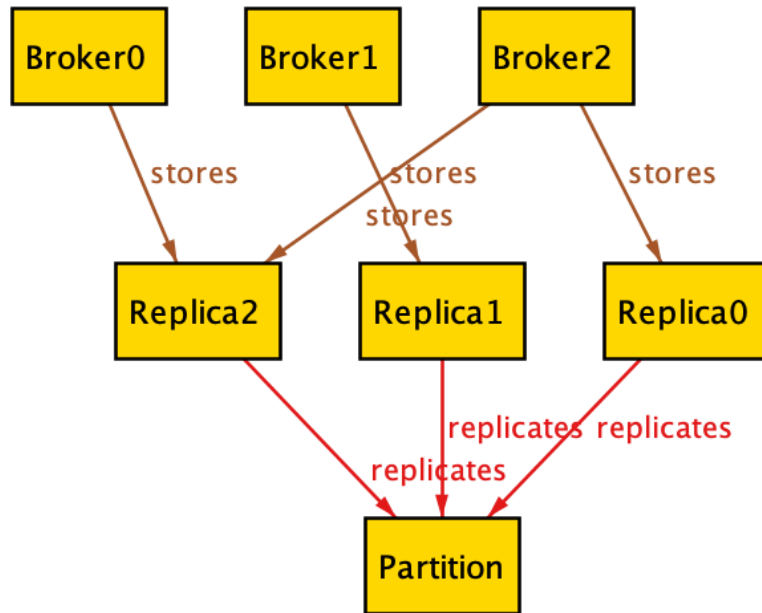 Broker0
Broker1
Broker2
stores
stores
stores
stores
Replica2
Replica1
Replica0
replicates
replicates
replicates
Partition